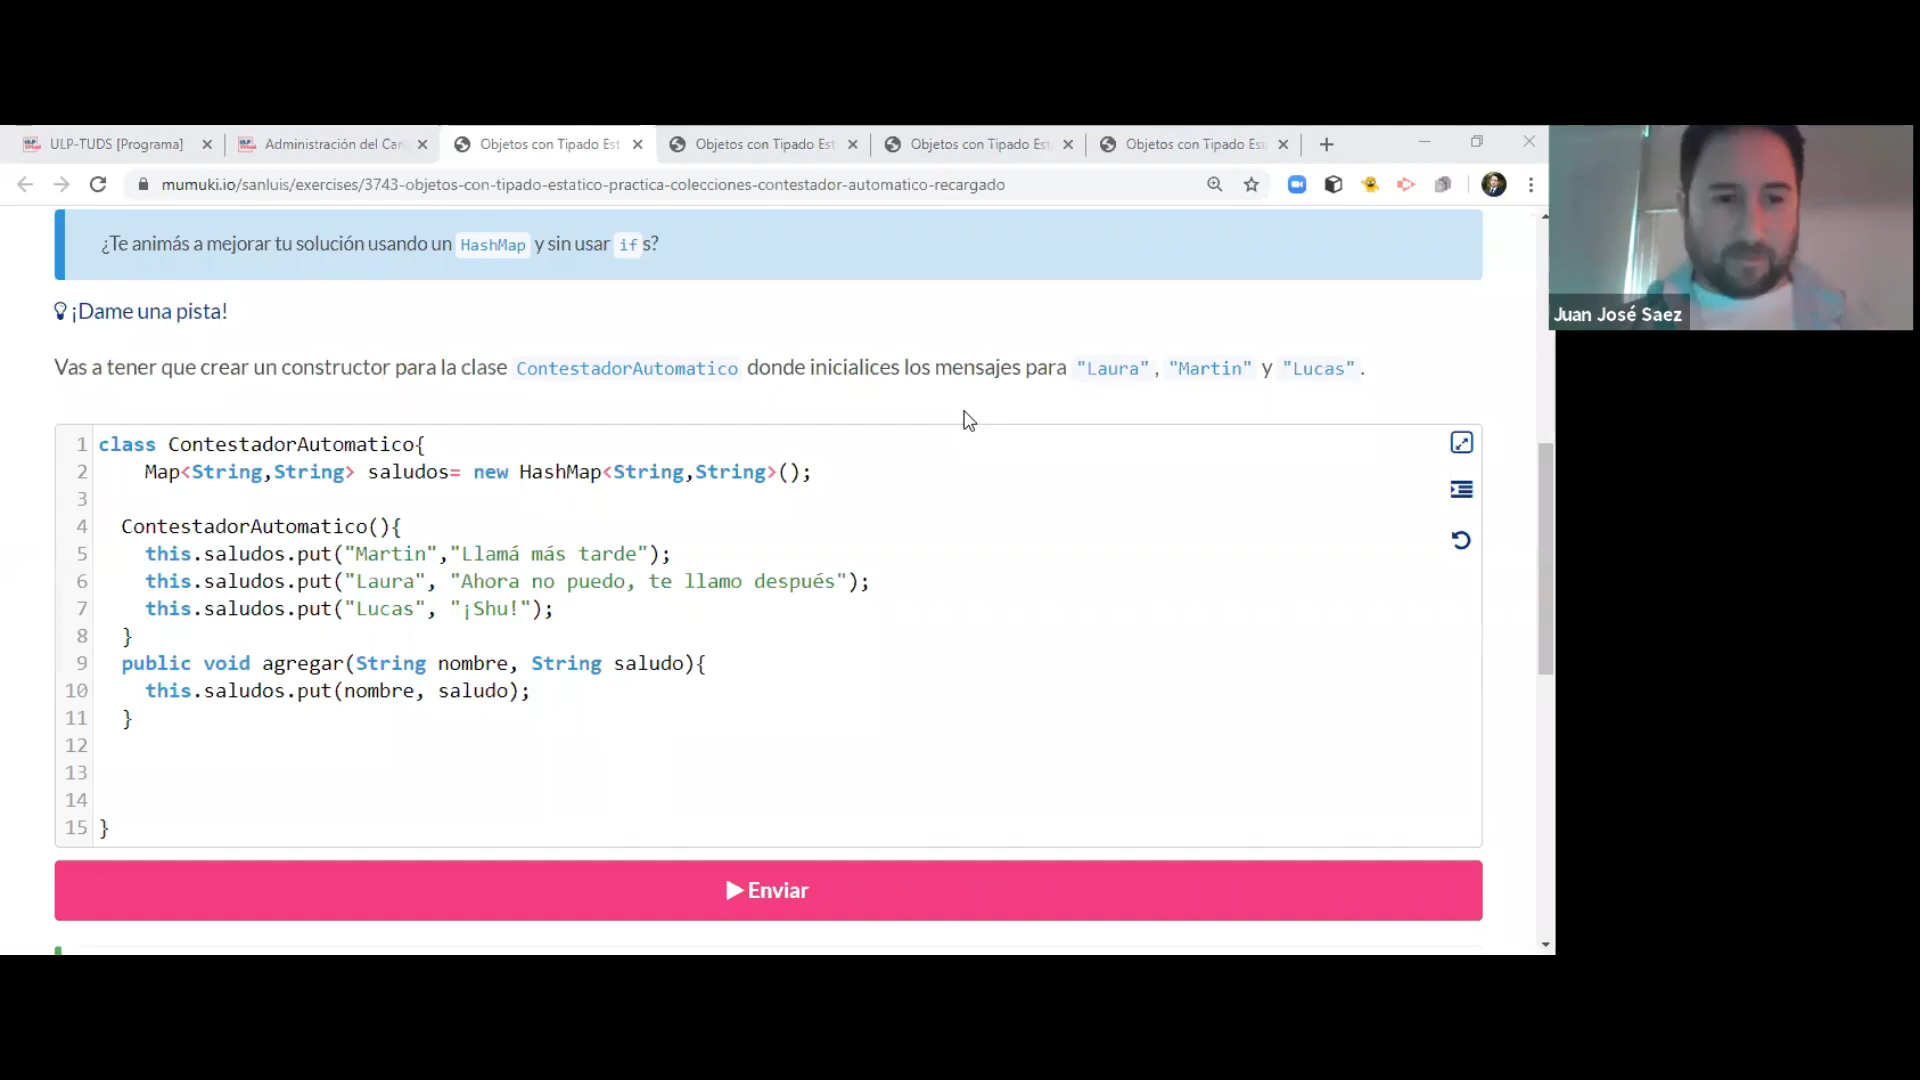 ULP-TUDS [Programa]
Administración del Can
Objetos con Tipado Est
Objetos con Tipado Est
Objetos con Tipado Est
Objetos con Tipado Est
mumuki.io/sanluis/exercises/3743-objetos-con-tipado-estatico-practica-colecciones-contestador-automatico-recargado
¿Te animás a mejorar tu solución usando un HashMap y sin usar if s?
¡Dame una pista!
Juan José Saez
Vas a tener que crear un constructor para la clase ContestadorAutomatico donde inicialices los mensajes para "Laura", "Martin" y "Lucas".
1 class ContestadorAutomatico{
2 Map<String,String> saludos= new HashMap<String,String>();
3
4 ContestadorAutomatico(){
5 this.saludos.put("Martin","Llamá más tarde");
6 this.saludos.put("Laura", "Ahora no puedo, te llamo después");
7 this.saludos.put("Lucas", "¡Shu!");
8 }
9 public void agregar(String nombre, String saludo){
10 this.saludos.put(nombre, saludo);
11 }
12
13
14
15 }
Enviar